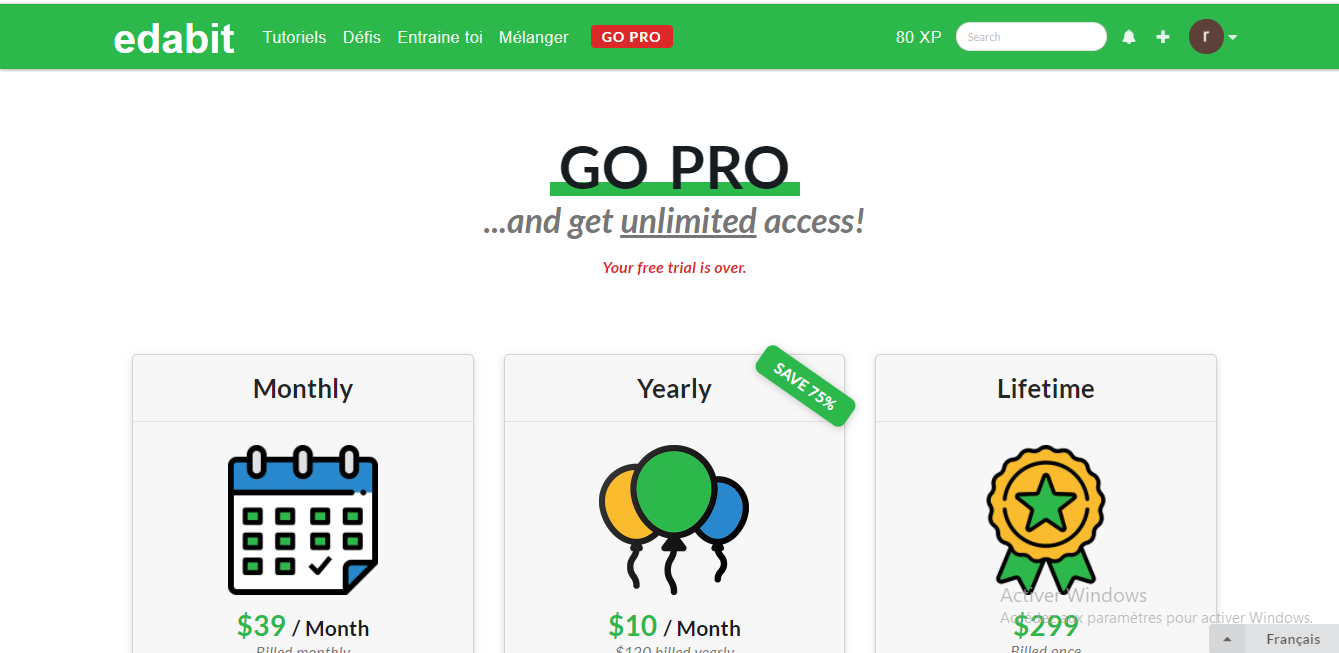 edabit Tutoriels Défis Entraine toi Mélanger GO PRO 80 XP Search r
GO PRO
...and get unlimited access!
Your free trial is over.
Monthly
Yearly
SAVE 75%
Lifetime
$39 / Month
Billed monthly
$10 / Month
$120 billed yearly
$299
Billed once
Activer Windows
Accédez aux paramètres pour activer Windows.
Français